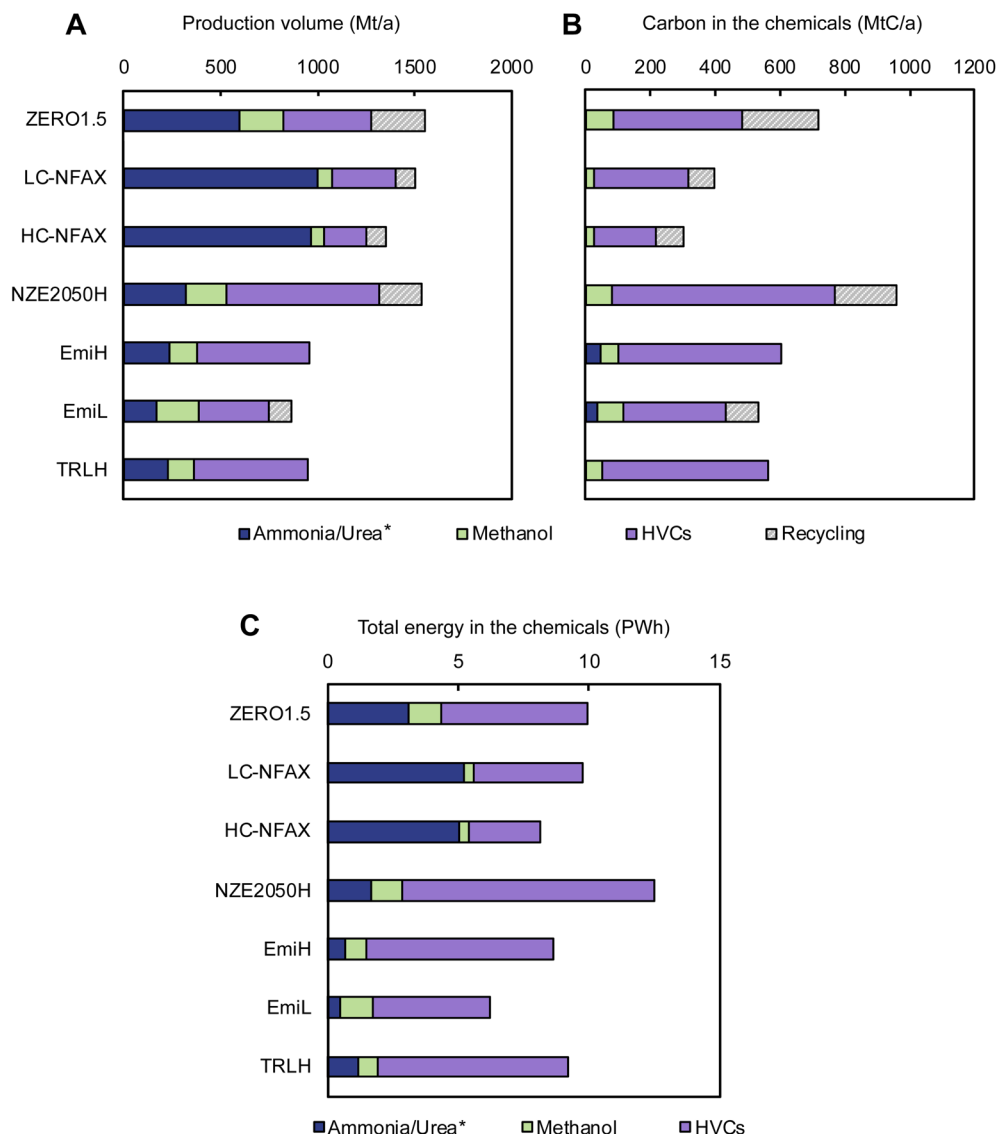 A Production volume (Mt/a)
0 500 1000 1500 2000
ZERO1.5
LC-NFAX
HC-NFAX
NZE2050H
EmiH
EmiL
TRLH
B Carbon in the chemicals (MtC/a)
0 200 400 600 800 1000 1200
Ammonia/Urea* Methanol HVCs Recycling
C Total energy in the chemicals (PWh)
0 5 10 15
ZERO1.5
LC-NFAX
HC-NFAX
NZE2050H
EmiH
EmiL
TRLH
Ammonia/Urea* Methanol HVCs